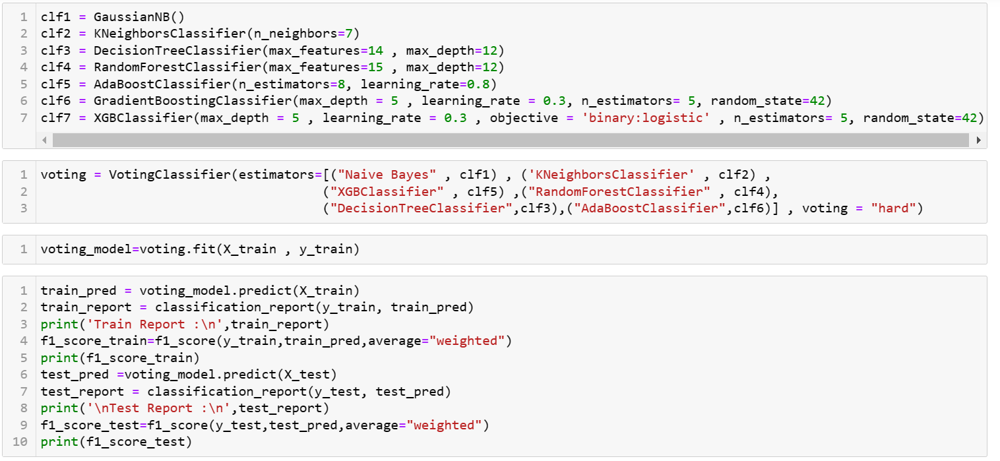 1 clf1 = GaussianNB()
2 clf2 = KNeighborsClassifier(n_neighbors=7)
3 clf3 = DecisionTreeClassifier(max_features=14 , max_depth=12)
4 clf4 = RandomForestClassifier(max_features=15 , max_depth=12)
5 clf5 = AdaBoostClassifier(n_estimators=8, learning_rate=0.8)
6 clf6 = GradientBoostingClassifier(max_depth = 5 , learning_rate = 0.3, n_estimators= 5, random_state=42)
7 clf7 = XGBClassifier(max_depth = 5 , learning_rate = 0.3 , objective = 'binary:logistic' , n_estimators= 5, random_state=42)
1 voting = VotingClassifier(estimators=[("Naive Bayes" , clf1) , ('KNeighborsClassifier' , clf2) ,
2 ("XGBClassifier" , clf5) ,("RandomForestClassifier" , clf4),
3 ("DecisionTreeClassifier",clf3),("AdaBoostClassifier",clf6)] , voting = "hard")
1 voting_model=voting.fit(X_train , y_train)
1 train_pred = voting_model.predict(X_train)
2 train_report = classification_report(y_train, train_pred)
3 print('Train Report :\n',train_report)
4 f1_score_train=f1_score(y_train,train_pred,average="weighted")
5 print(f1_score_train)
6 test_pred =voting_model.predict(X_test)
7 test_report = classification_report(y_test, test_pred)
8 print('\nTest Report :\n',test_report)
9 f1_score_test=f1_score(y_test,test_pred,average="weighted")
10 print(f1_score_test)